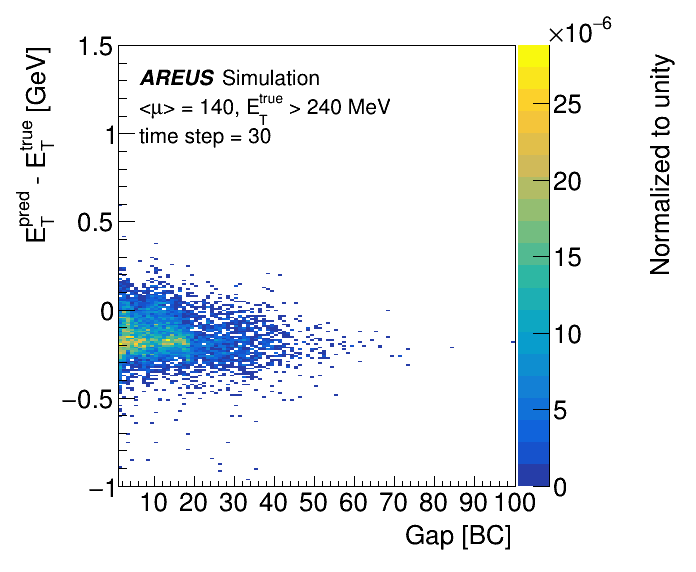 ×10⁻⁶
E_T^pred - E_T^true [GeV]
1.5
1
0.5
0
−0.5
−1
AREUS Simulation
<μ> = 140, E_T^true > 240 MeV
time step = 30
10 20 30 40 50 60 70 80 90 100
Gap [BC]
25
20
15
10
5
0
Normalized to unity